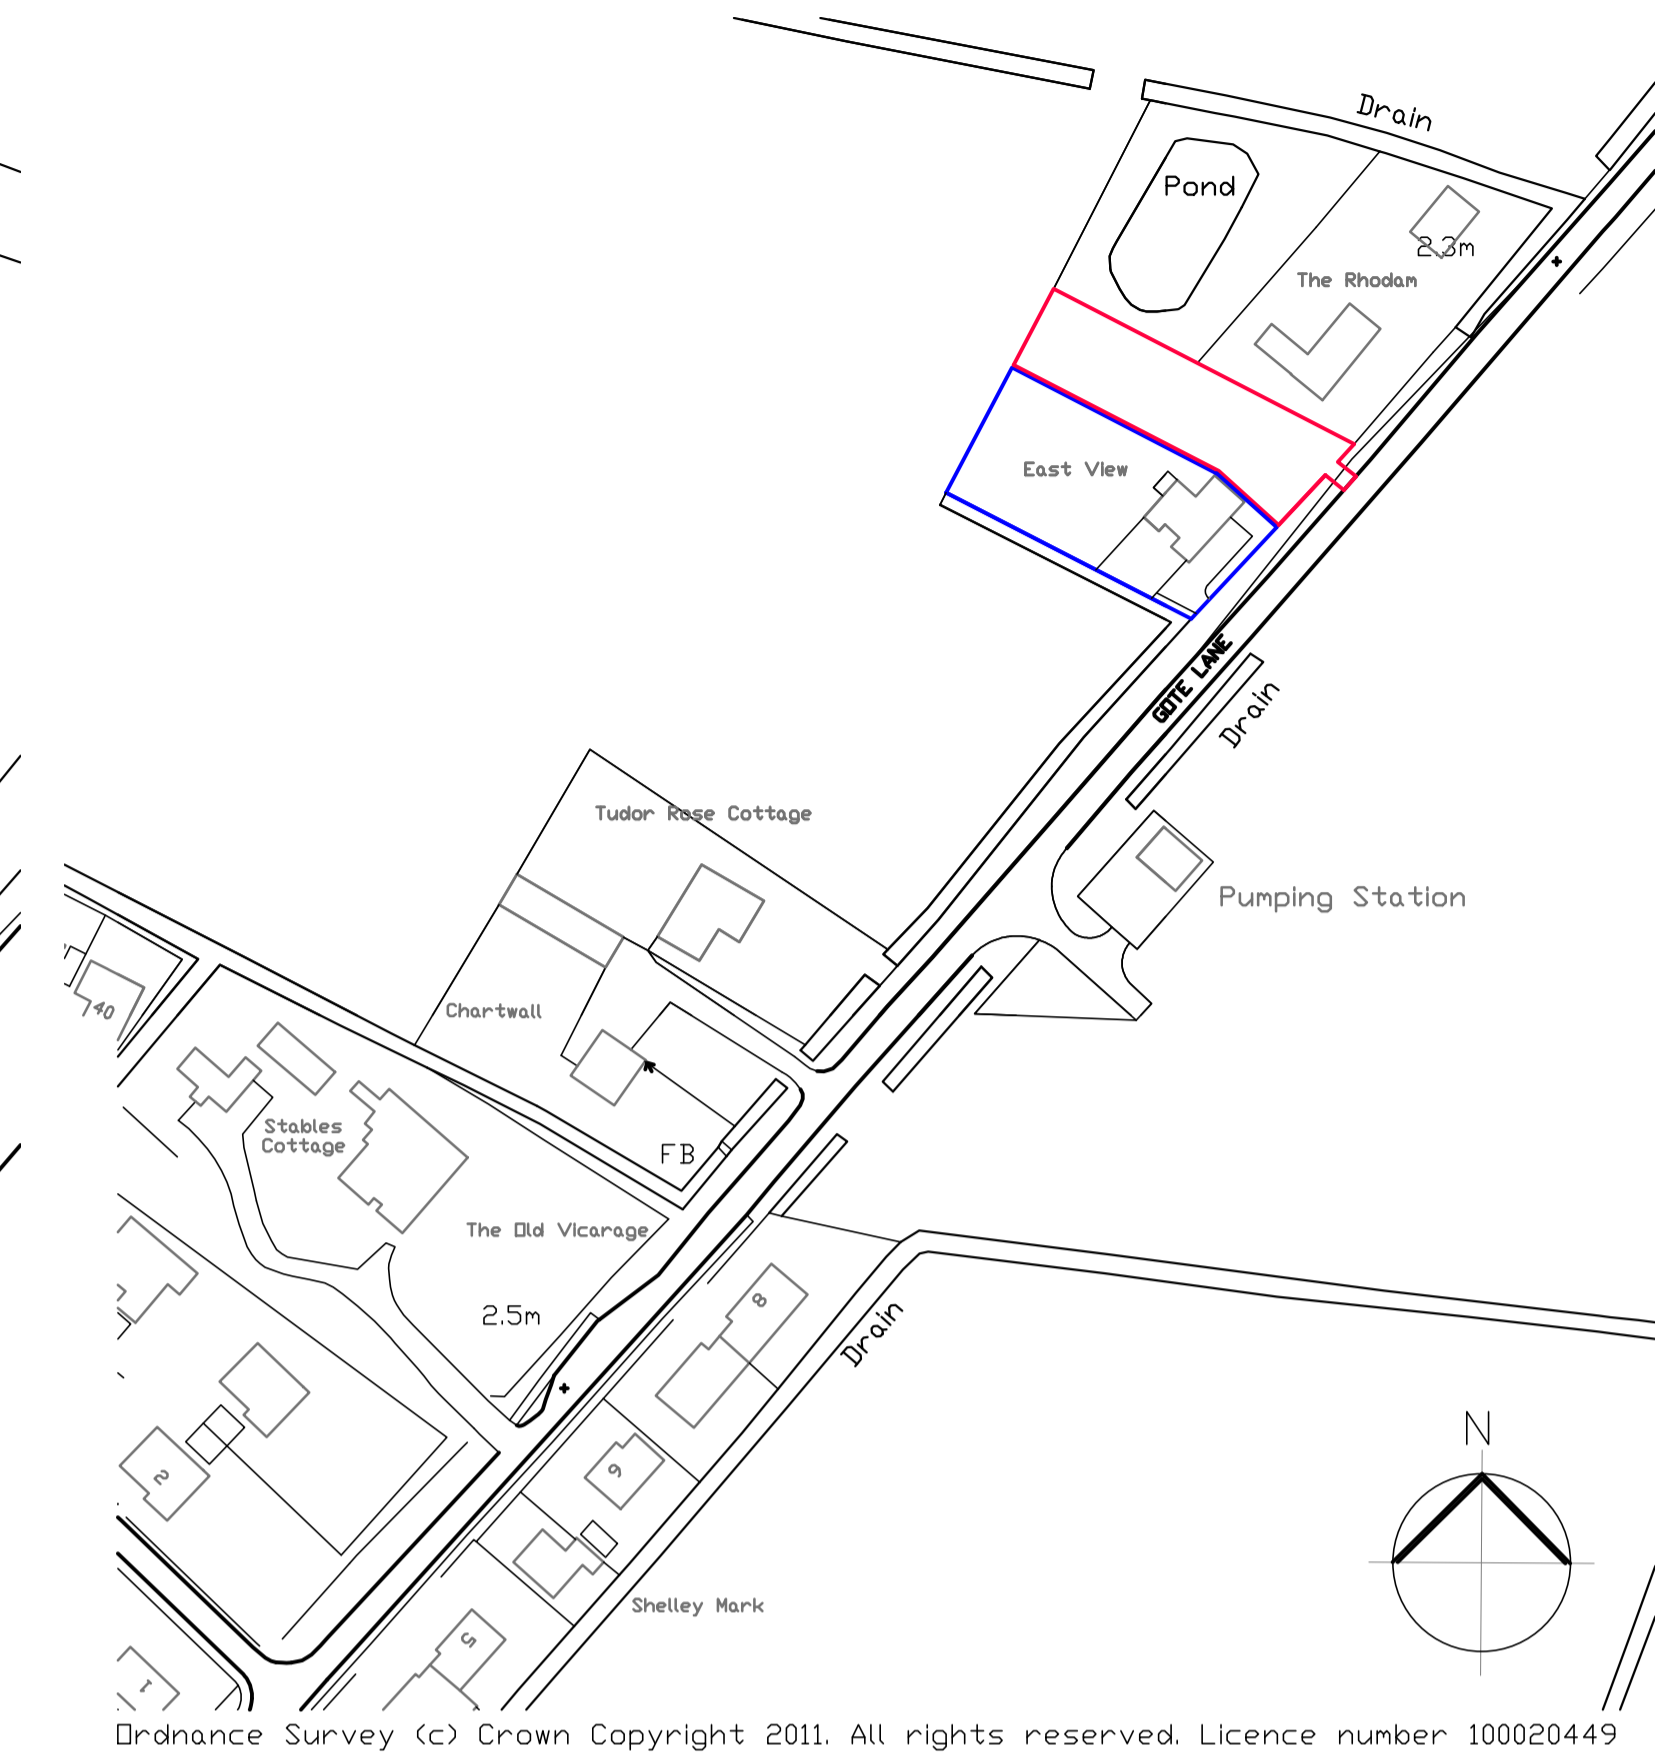 Drain
Pond
2.3m
The Rhodam
East View
GOTE LANE
Drain
Tudor Rose Cottage
Pumping Station
Chartwall
40
Stables
Cottage
FB
The Old Vicarage
8
2.5m
Drain
N
6
2
Shelley Mark
5
1
Ordnance Survey (c) Crown Copyright 2011. All rights reserved. Licence number 100020449